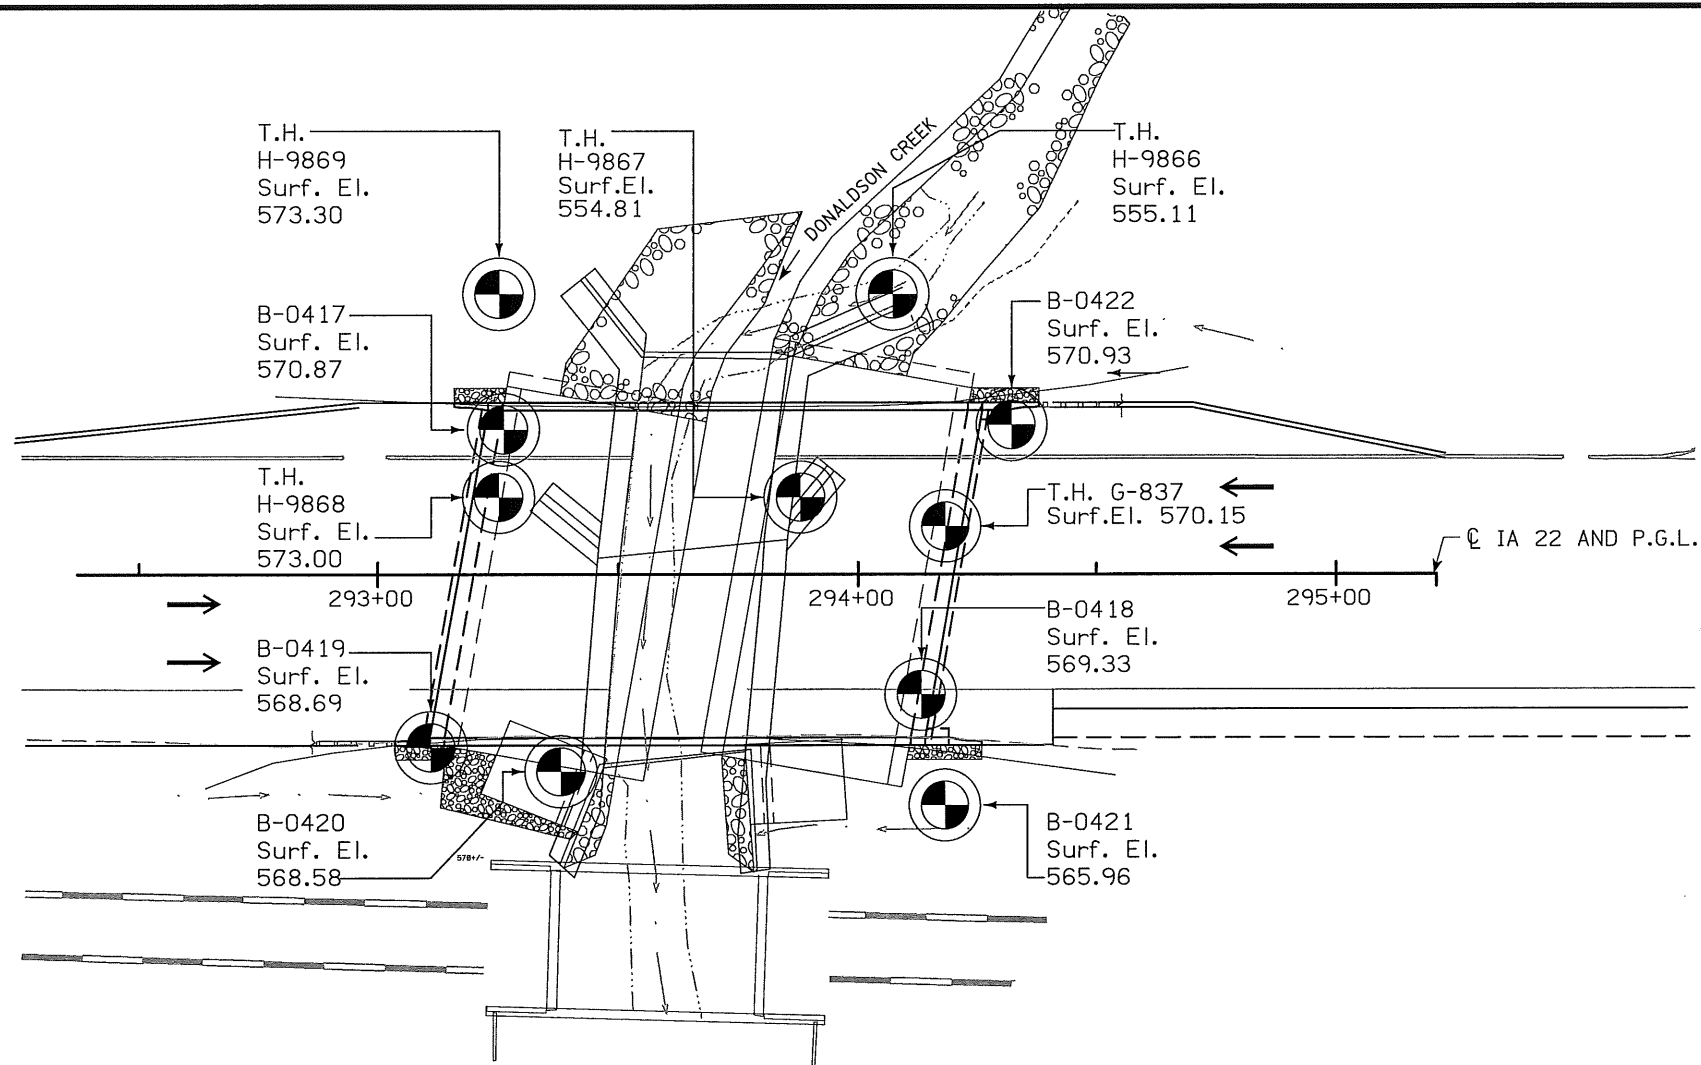 T.H.
H-9869
Surf. El.
573.30
T.H.
H-9867
Surf.El.
554.81
DONALDSON CREEK
T.H.
H-9866
Surf. El.
555.11
B-0417
Surf. El.
570.87
B-0422
Surf. El.
570.93
T.H.
H-9868
Surf. El.
573.00
T.H. G-837
Surf.El. 570.15
℄ IA 22 AND P.G.L.
293+00
294+00
295+00
B-0419
Surf. El.
568.69
B-0418
Surf. El.
569.33
B-0420
Surf. El.
568.58
570+/-
B-0421
Surf. El.
565.96